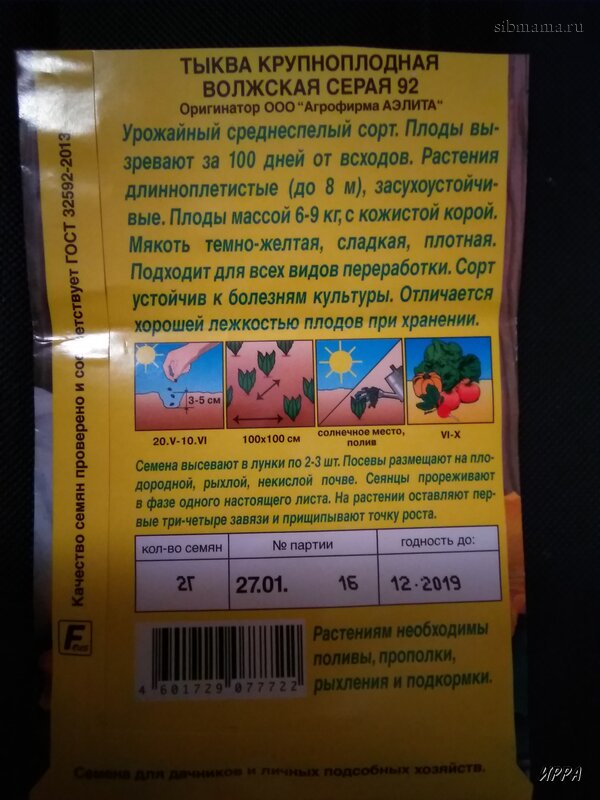 sibmama.ru
ТЫКВА КРУПНОПЛОДНАЯ
ВОЛЖСКАЯ СЕРАЯ 92
Оригинатор ООО "Агрофирма АЭЛИТА"
Урожайный среднеспелый сорт. Плоды вы-
зревают за 100 дней от всходов. Растения
длинноплетистые (до 8 м), засухоустойчи-
вые. Плоды массой 6-9 кг, с кожистой корой.
Мякоть темно-желтая, сладкая, плотная.
Подходит для всех видов переработки. Сорт
устойчив к болезням культуры. Отличается
хорошей лежкостью плодов при хранении.
3-5 см
20.V-10.VI
100х100 см
солнечное место,
полив
VI-X
Семена высевают в лунки по 2-3 шт. Посевы размещают на пло-
дородной, рыхлой, некислой почве. Сеянцы прореживают
в фазе одного настоящего листа. На растении оставляют пер-
вые три-четыре завязи и прищипывают точку роста.
кол-во семян № партии годность до:
2Г 27.01. 16 12-2019
Растениям необходимы
поливы, прополки,
рыхления и подкормки.
4 601729 077722
Качество семян проверено и соответствует ГОСТ 32592-2013
F
Семена для дачников и личных подсобных хозяйств.
ИРРА